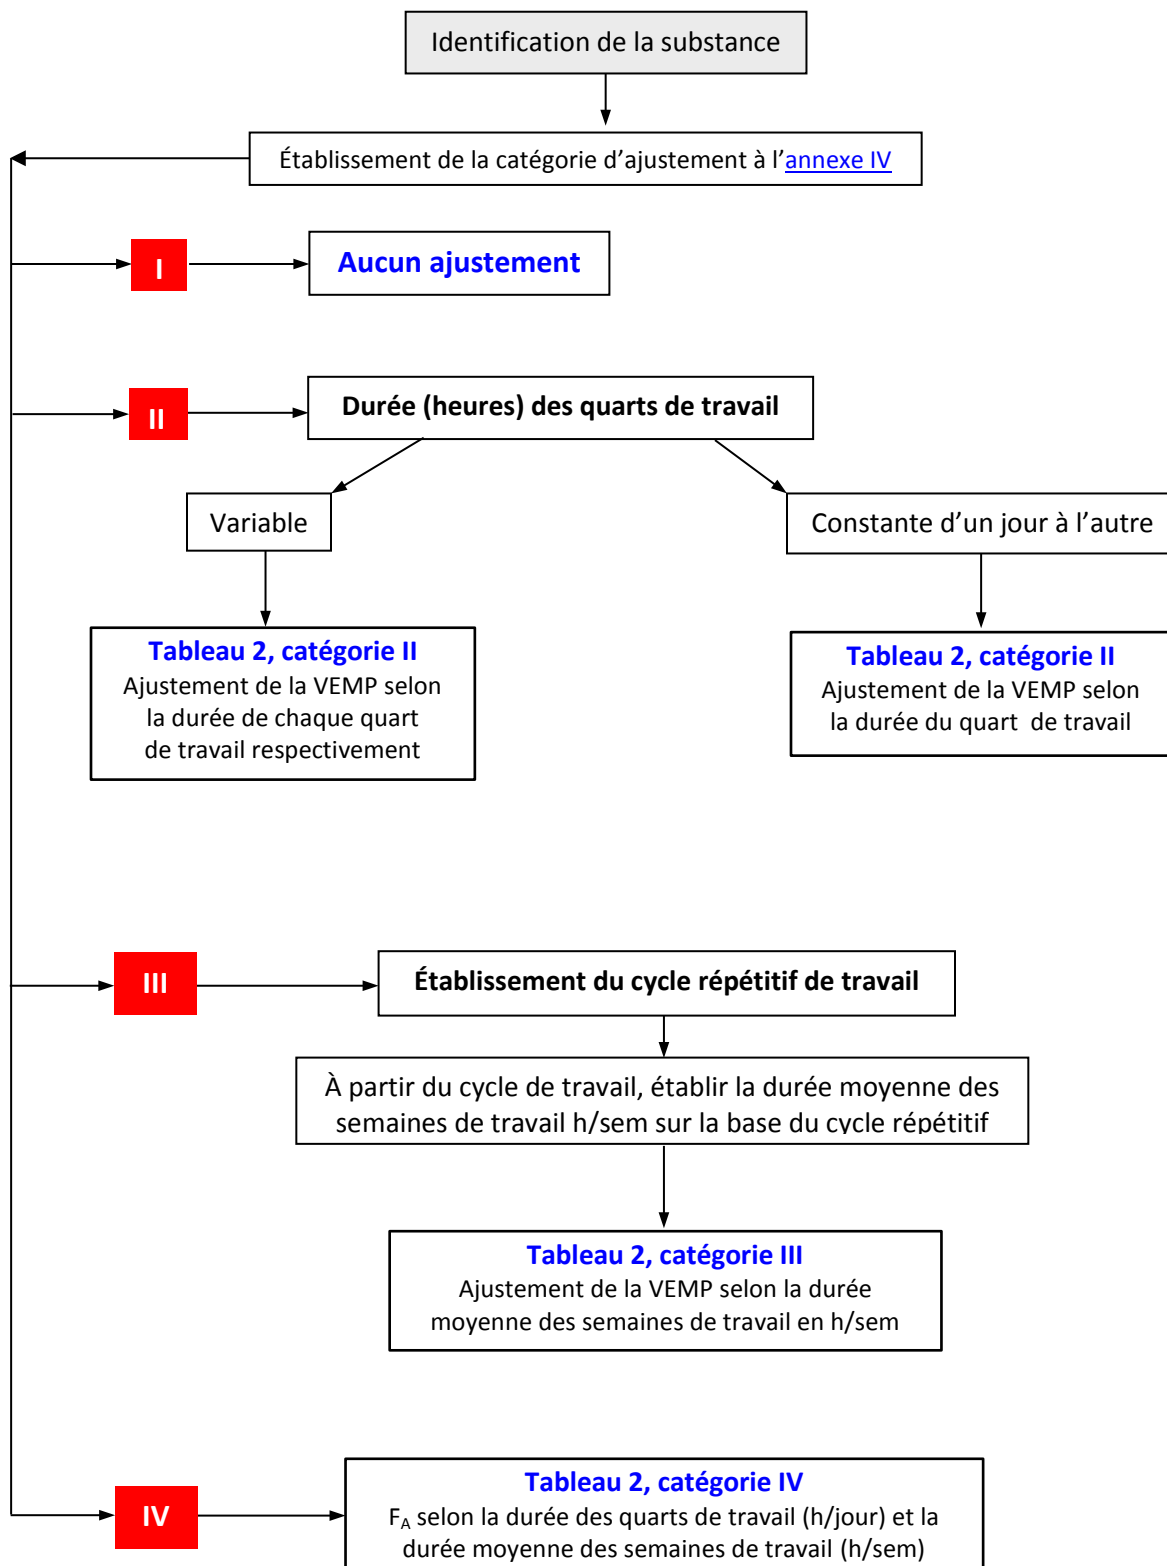 Identification de la substance
Établissement de la catégorie d’ajustement à l’annexe IV
I
Aucun ajustement
II
Durée (heures) des quarts de travail
Variable
Constante d’un jour à l’autre
Tableau 2, catégorie II
Ajustement de la VEMP selon
la durée de chaque quart
de travail respectivement
Tableau 2, catégorie II
Ajustement de la VEMP selon
la durée du quart de travail
III
Établissement du cycle répétitif de travail
À partir du cycle de travail, établir la durée moyenne des
semaines de travail h/sem sur la base du cycle répétitif
Tableau 2, catégorie III
Ajustement de la VEMP selon la durée
moyenne des semaines de travail en h/sem
IV
Tableau 2, catégorie IV
FA selon la durée des quarts de travail (h/jour) et la
durée moyenne des semaines de travail (h/sem)